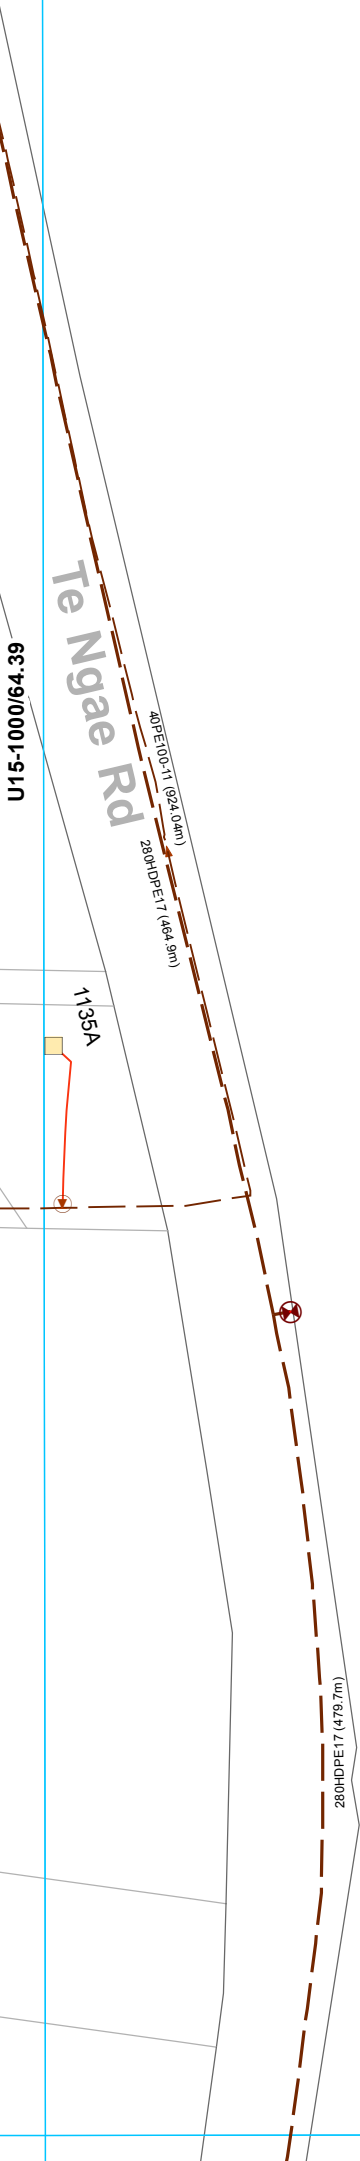 U15-1000/64.39
Te Ngae Rd
40PE100-11 (924.04m)
280HDPE17 (464.9m)
1135A
280HDPE17 (479.7m)